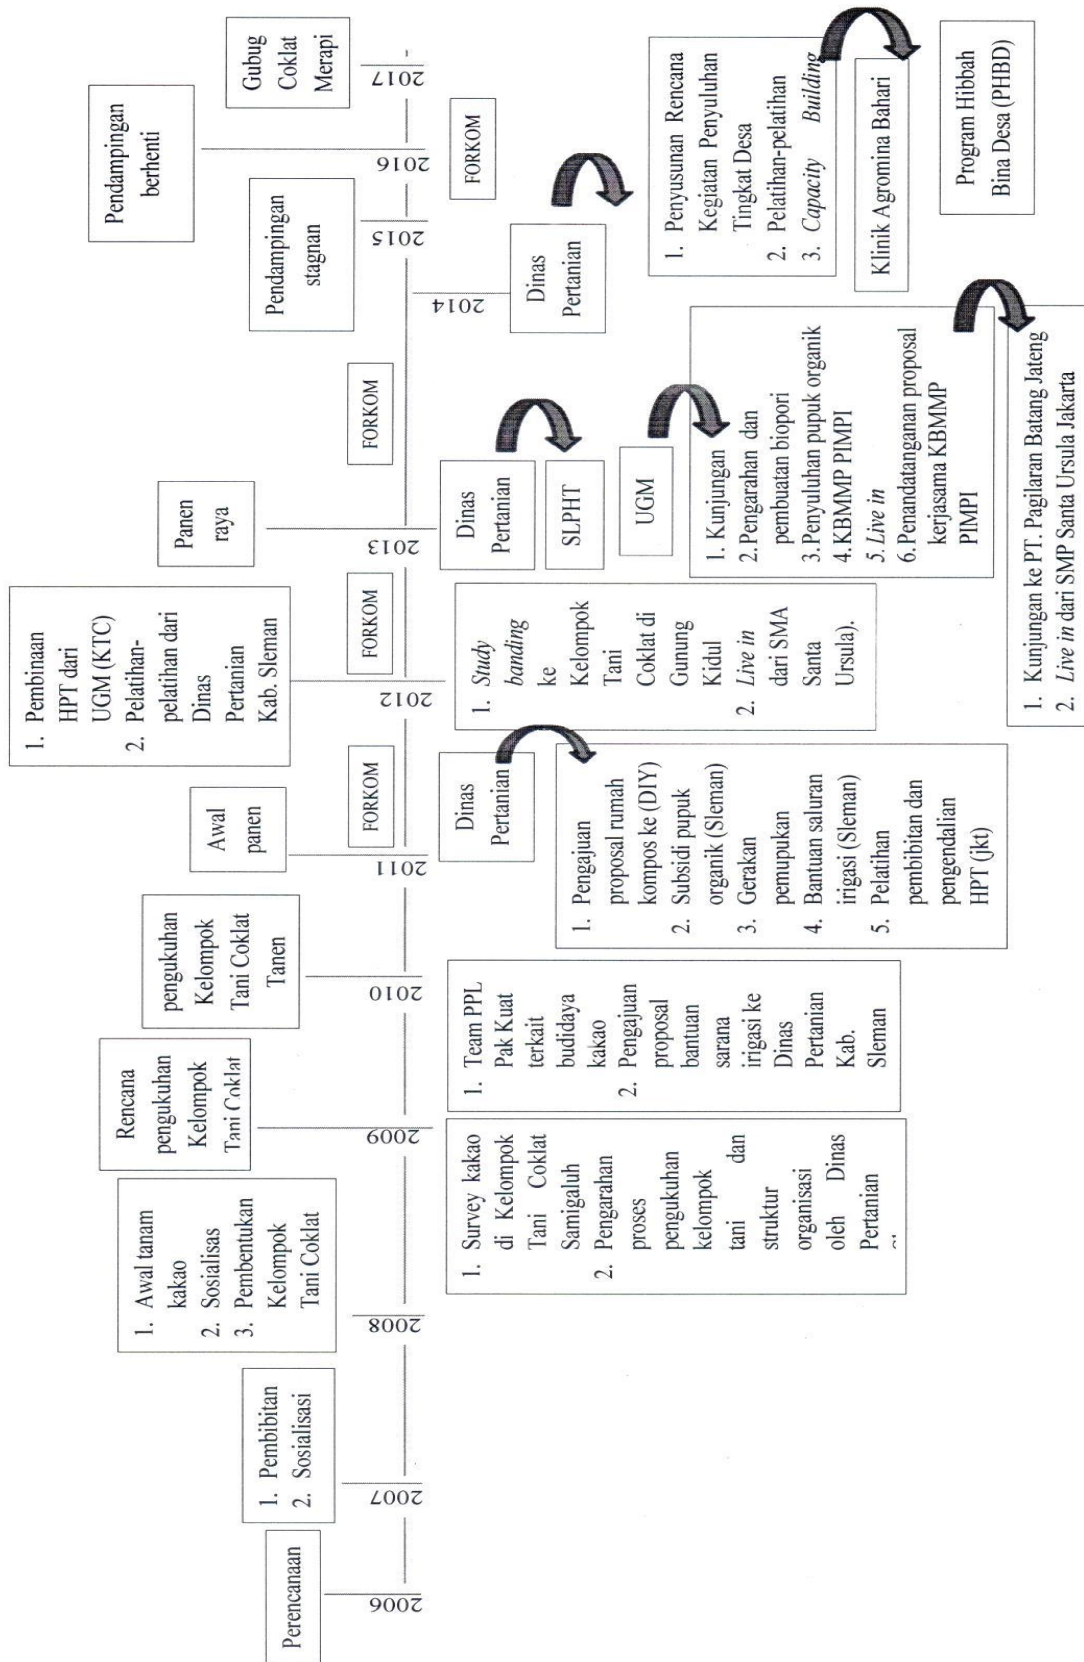 Perencanaan
2006
1. Pembibitan
2. Sosialisasi
2007
1. Awal tanam
kakao
2. Sosialisas
3. Pembentukan
Kelompok
Tani Coklat
2008
Rencana
pengukuhan
Kelompok
Tani Coklat
2009
1. Survey kakao
di Kelompok
Tani Coklat
Samigaluh
2. Pengarahan
proses
pengukuhan
kelompok
tani dan
struktur
organisasi
oleh Dinas
Pertanian
pengukuhan
Kelompok
Tani Coklat
Tanen
2010
1. Team PPL
Pak Kuat
terkait
budidaya
kakao
2. Pengajuan
proposal
bantuan
sarana
irigasi ke
Dinas
Pertanian
Kab.
Sleman
Awal
panen
2011
FORKOM
Dinas
Pertanian
1. Pengajuan
proposal rumah
kompos ke (DIY)
2. Subsidi pupuk
organik (Sleman)
3. Gerakan
pemupukan
4. Bantuan saluran
irigasi (Sleman)
5. Pelatihan
pembibitan dan
pengendalian
HPT (jkt)
1. Pembinaan
HPT dari
UGM (KTC)
2. Pelatihan-
pelatihan dari
Dinas
Pertanian
Kab. Sleman
2012
FORKOM
1. Study
banding
ke
Kelompok
Tani
Coklat di
Gunung
Kidul
2. Live in
dari SMA
Santa
Ursula).
Panen
raya
2013
FORKOM
Dinas
Pertanian
SLPHT
UGM
1. Kunjungan
2. Pengarahan dan
pembuatan biopori
3. Penyuluhan pupuk organik
4. KBMMP PIMPI
5. Live in
6. Penandatanganan proposal
kerjasama KBMMP
PIMPI
1. Kunjungan ke PT. Pagilaran Batang Jateng
2. Live in dari SMP Santa Ursula Jakarta
2014
Dinas
Pertanian
1. Penyusunan Rencana
Kegiatan Penyuluhan
Tingkat Desa
2. Pelatihan-pelatihan
3. Capacity Building
Klinik Agromina Bahari
Program Hibbah
Bina Desa (PHBD)
Pendampingan
stagnan
2015
FORKOM
Pendampingan
berhenti
2016
Gubug
Coklat
Merapi
2017